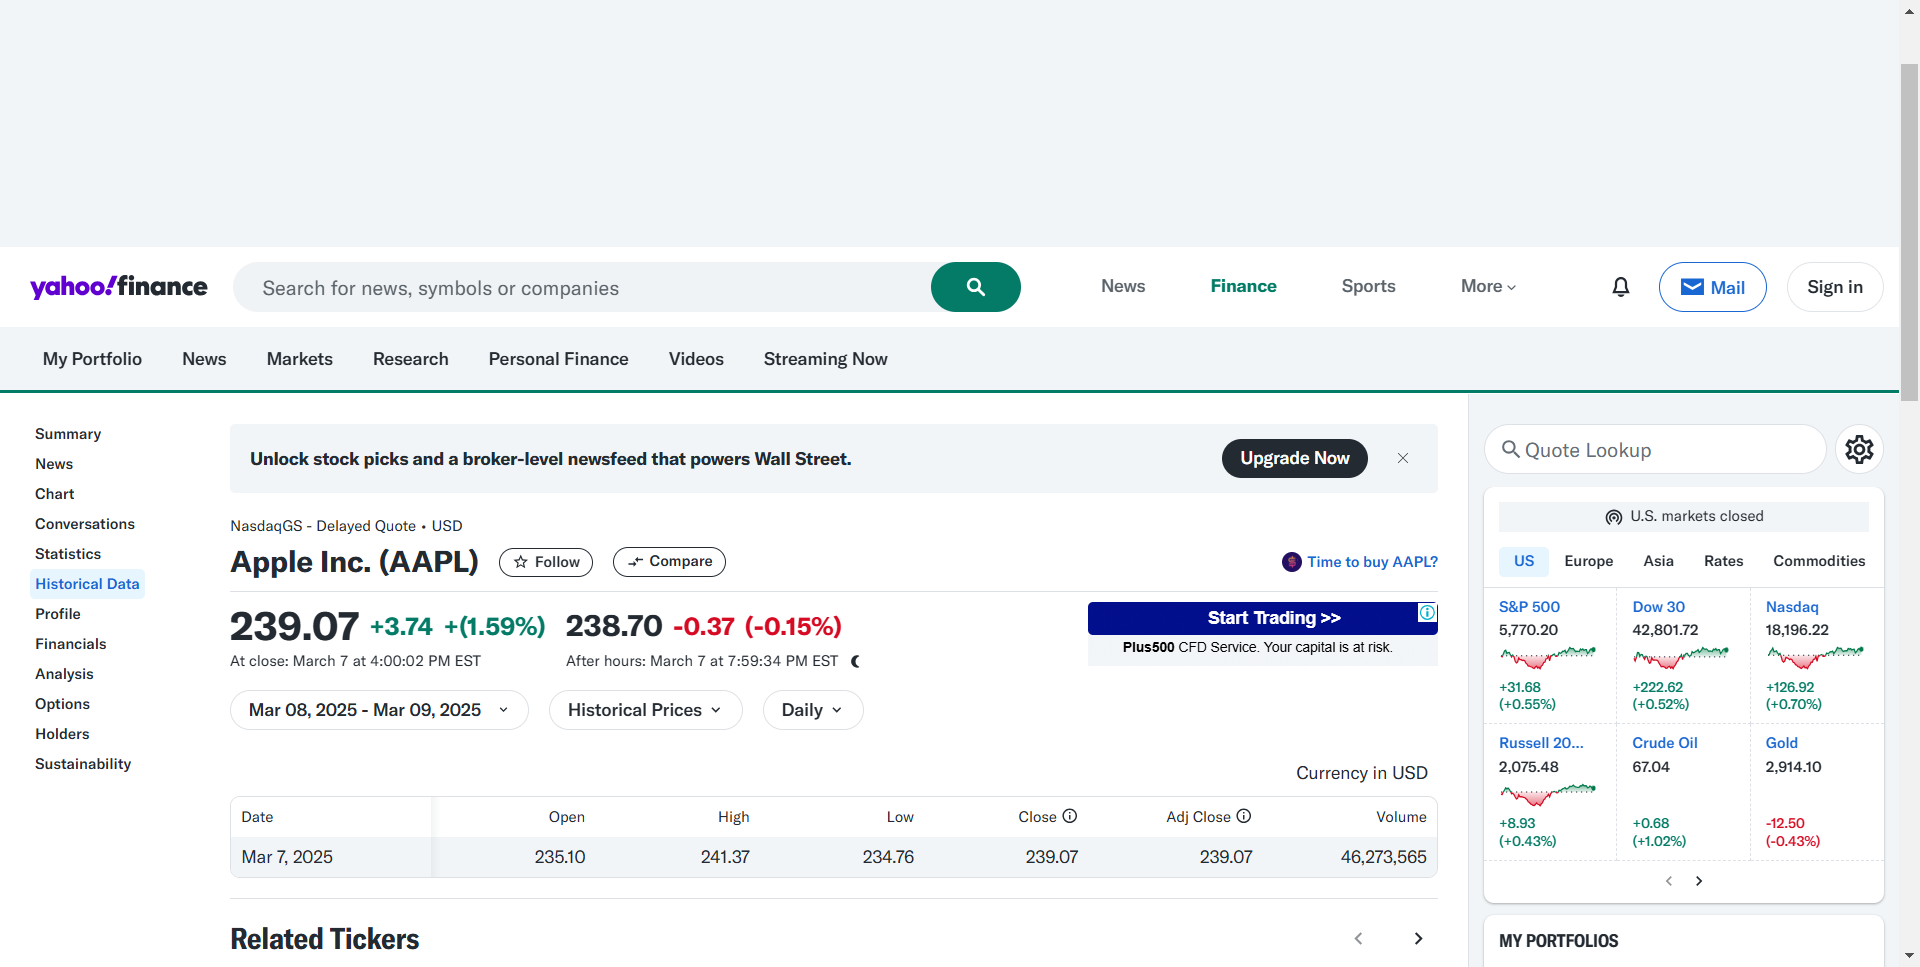 yahoo!finance
Search for news, symbols or companies
News Finance Sports More
Mail
Sign in
My Portfolio News Markets Research Personal Finance Videos Streaming Now
Summary
News
Chart
Conversations
Statistics
Historical Data
Profile
Financials
Analysis
Options
Holders
Sustainability
Unlock stock picks and a broker-level newsfeed that powers Wall Street.
Upgrade Now
NasdaqGS - Delayed Quote • USD
Apple Inc. (AAPL)
Follow
Compare
Time to buy AAPL?
239.07 +3.74 +(1.59%) 238.70 -0.37 (-0.15%)
At close: March 7 at 4:00:02 PM EST After hours: March 7 at 7:59:34 PM EST
Start Trading >>
Plus500 CFD Service. Your capital is at risk.
Mar 08, 2025 - Mar 09, 2025
Historical Prices
Daily
Currency in USD
Date Open High Low Close Adj Close Volume
Mar 7, 2025 235.10 241.37 234.76 239.07 239.07 46,273,565
Related Tickers
Quote Lookup
U.S. markets closed
US Europe Asia Rates Commodities
S&P 500 Dow 30 Nasdaq
5,770.20 42,801.72 18,196.22
+31.68 +222.62 +126.92
(+0.55%) (+0.52%) (+0.70%)
Russell 20... Crude Oil Gold
2,075.48 67.04 2,914.10
+8.93 +0.68 -12.50
(+0.43%) (+1.02%) (-0.43%)
MY PORTFOLIOS